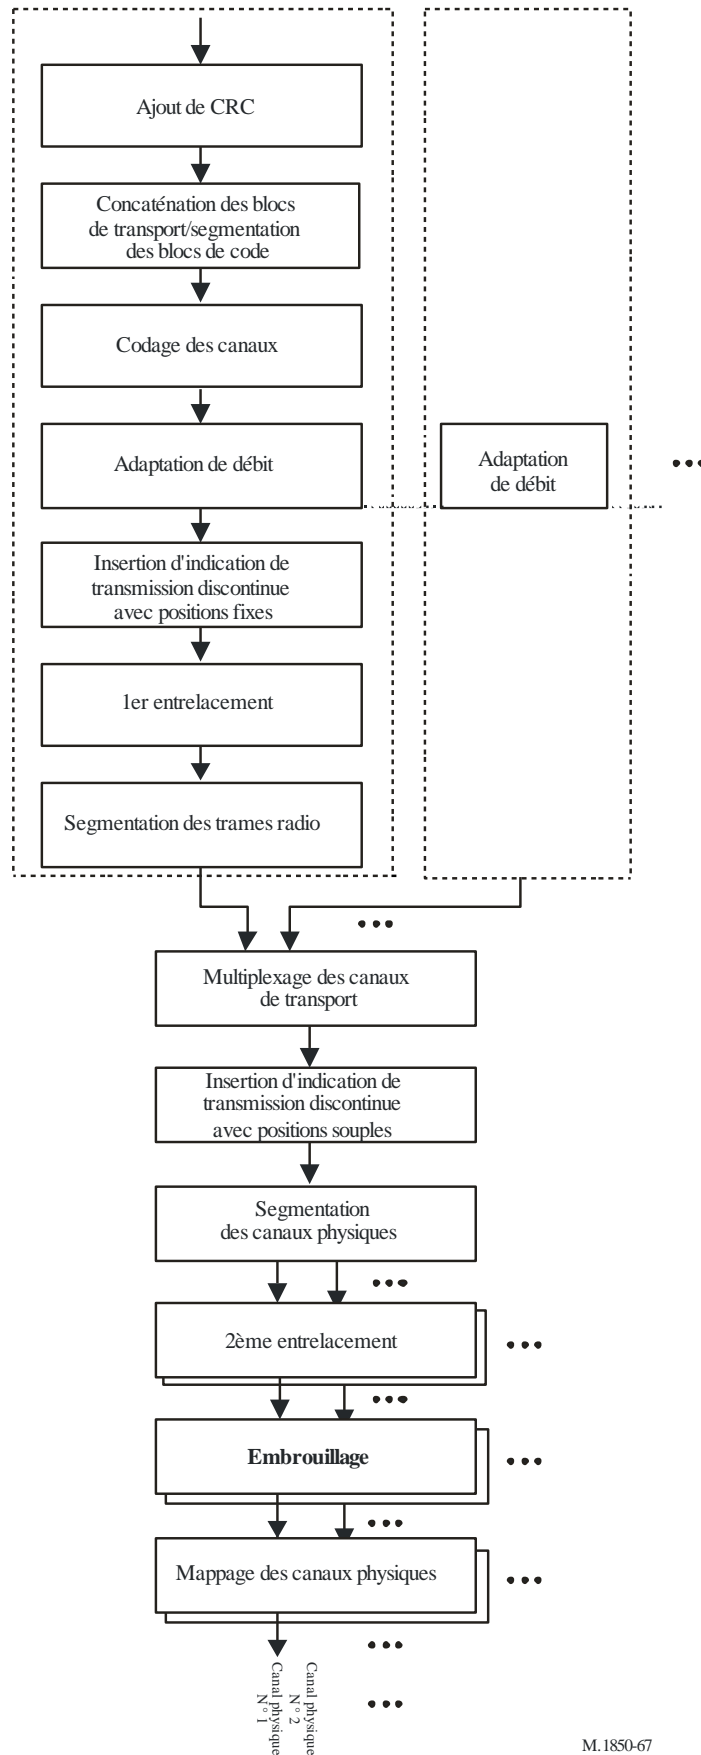 Ajout de CRC
Concaténation des blocs
de transport/segmentation
des blocs de code
Codage des canaux
Adaptation de débit
Adaptation
de débit
Insertion d'indication de
transmission discontinue
avec positions fixes
1er entrelacement
Segmentation des trames radio
Multiplexage des canaux
de transport
Insertion d'indication de
transmission discontinue
avec positions souples
Segmentation
des canaux physiques
2ème entrelacement
Embrouillage
Mappage des canaux physiques
Canal physique
N° 1
Canal physique
N° 2
M.1850-67